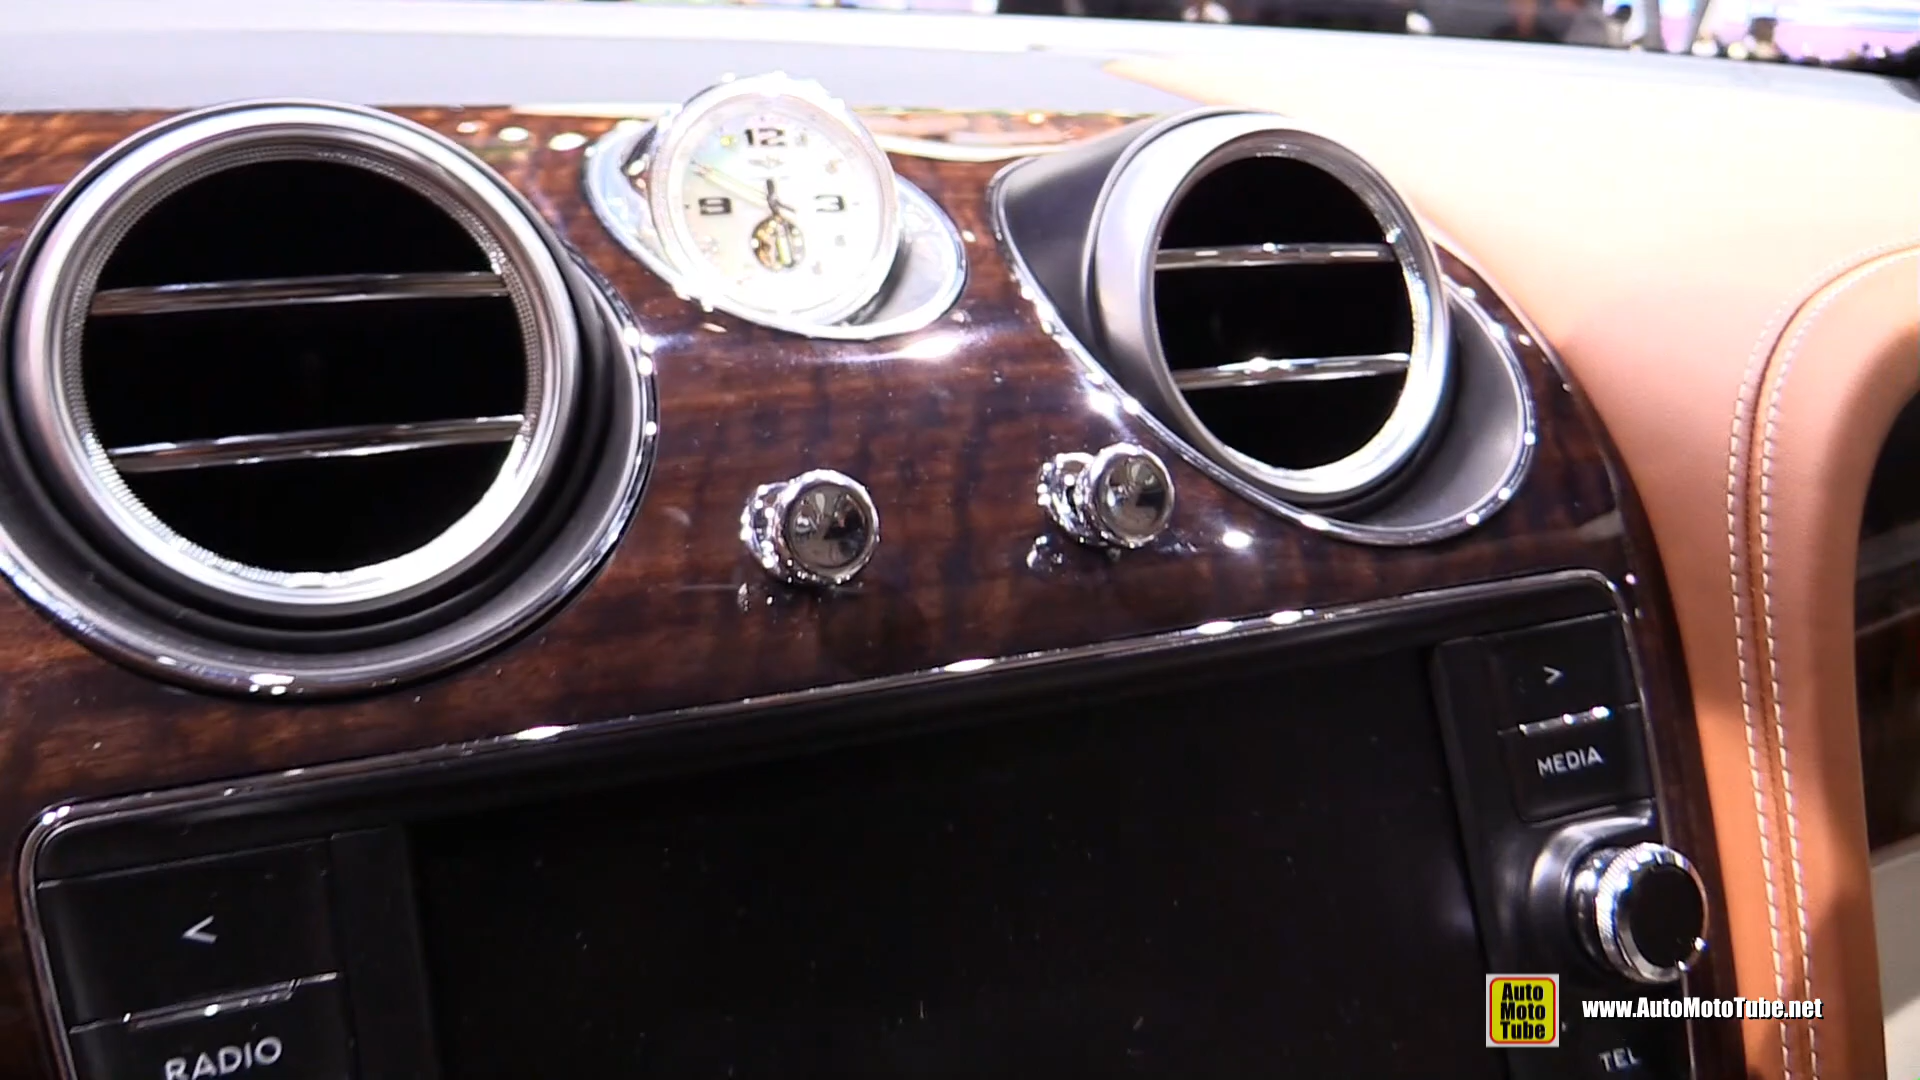 12
9
3
>
MEDIA
<
RADIO
TEL
Auto
Moto
Tube
www.AutoMotoTube.net